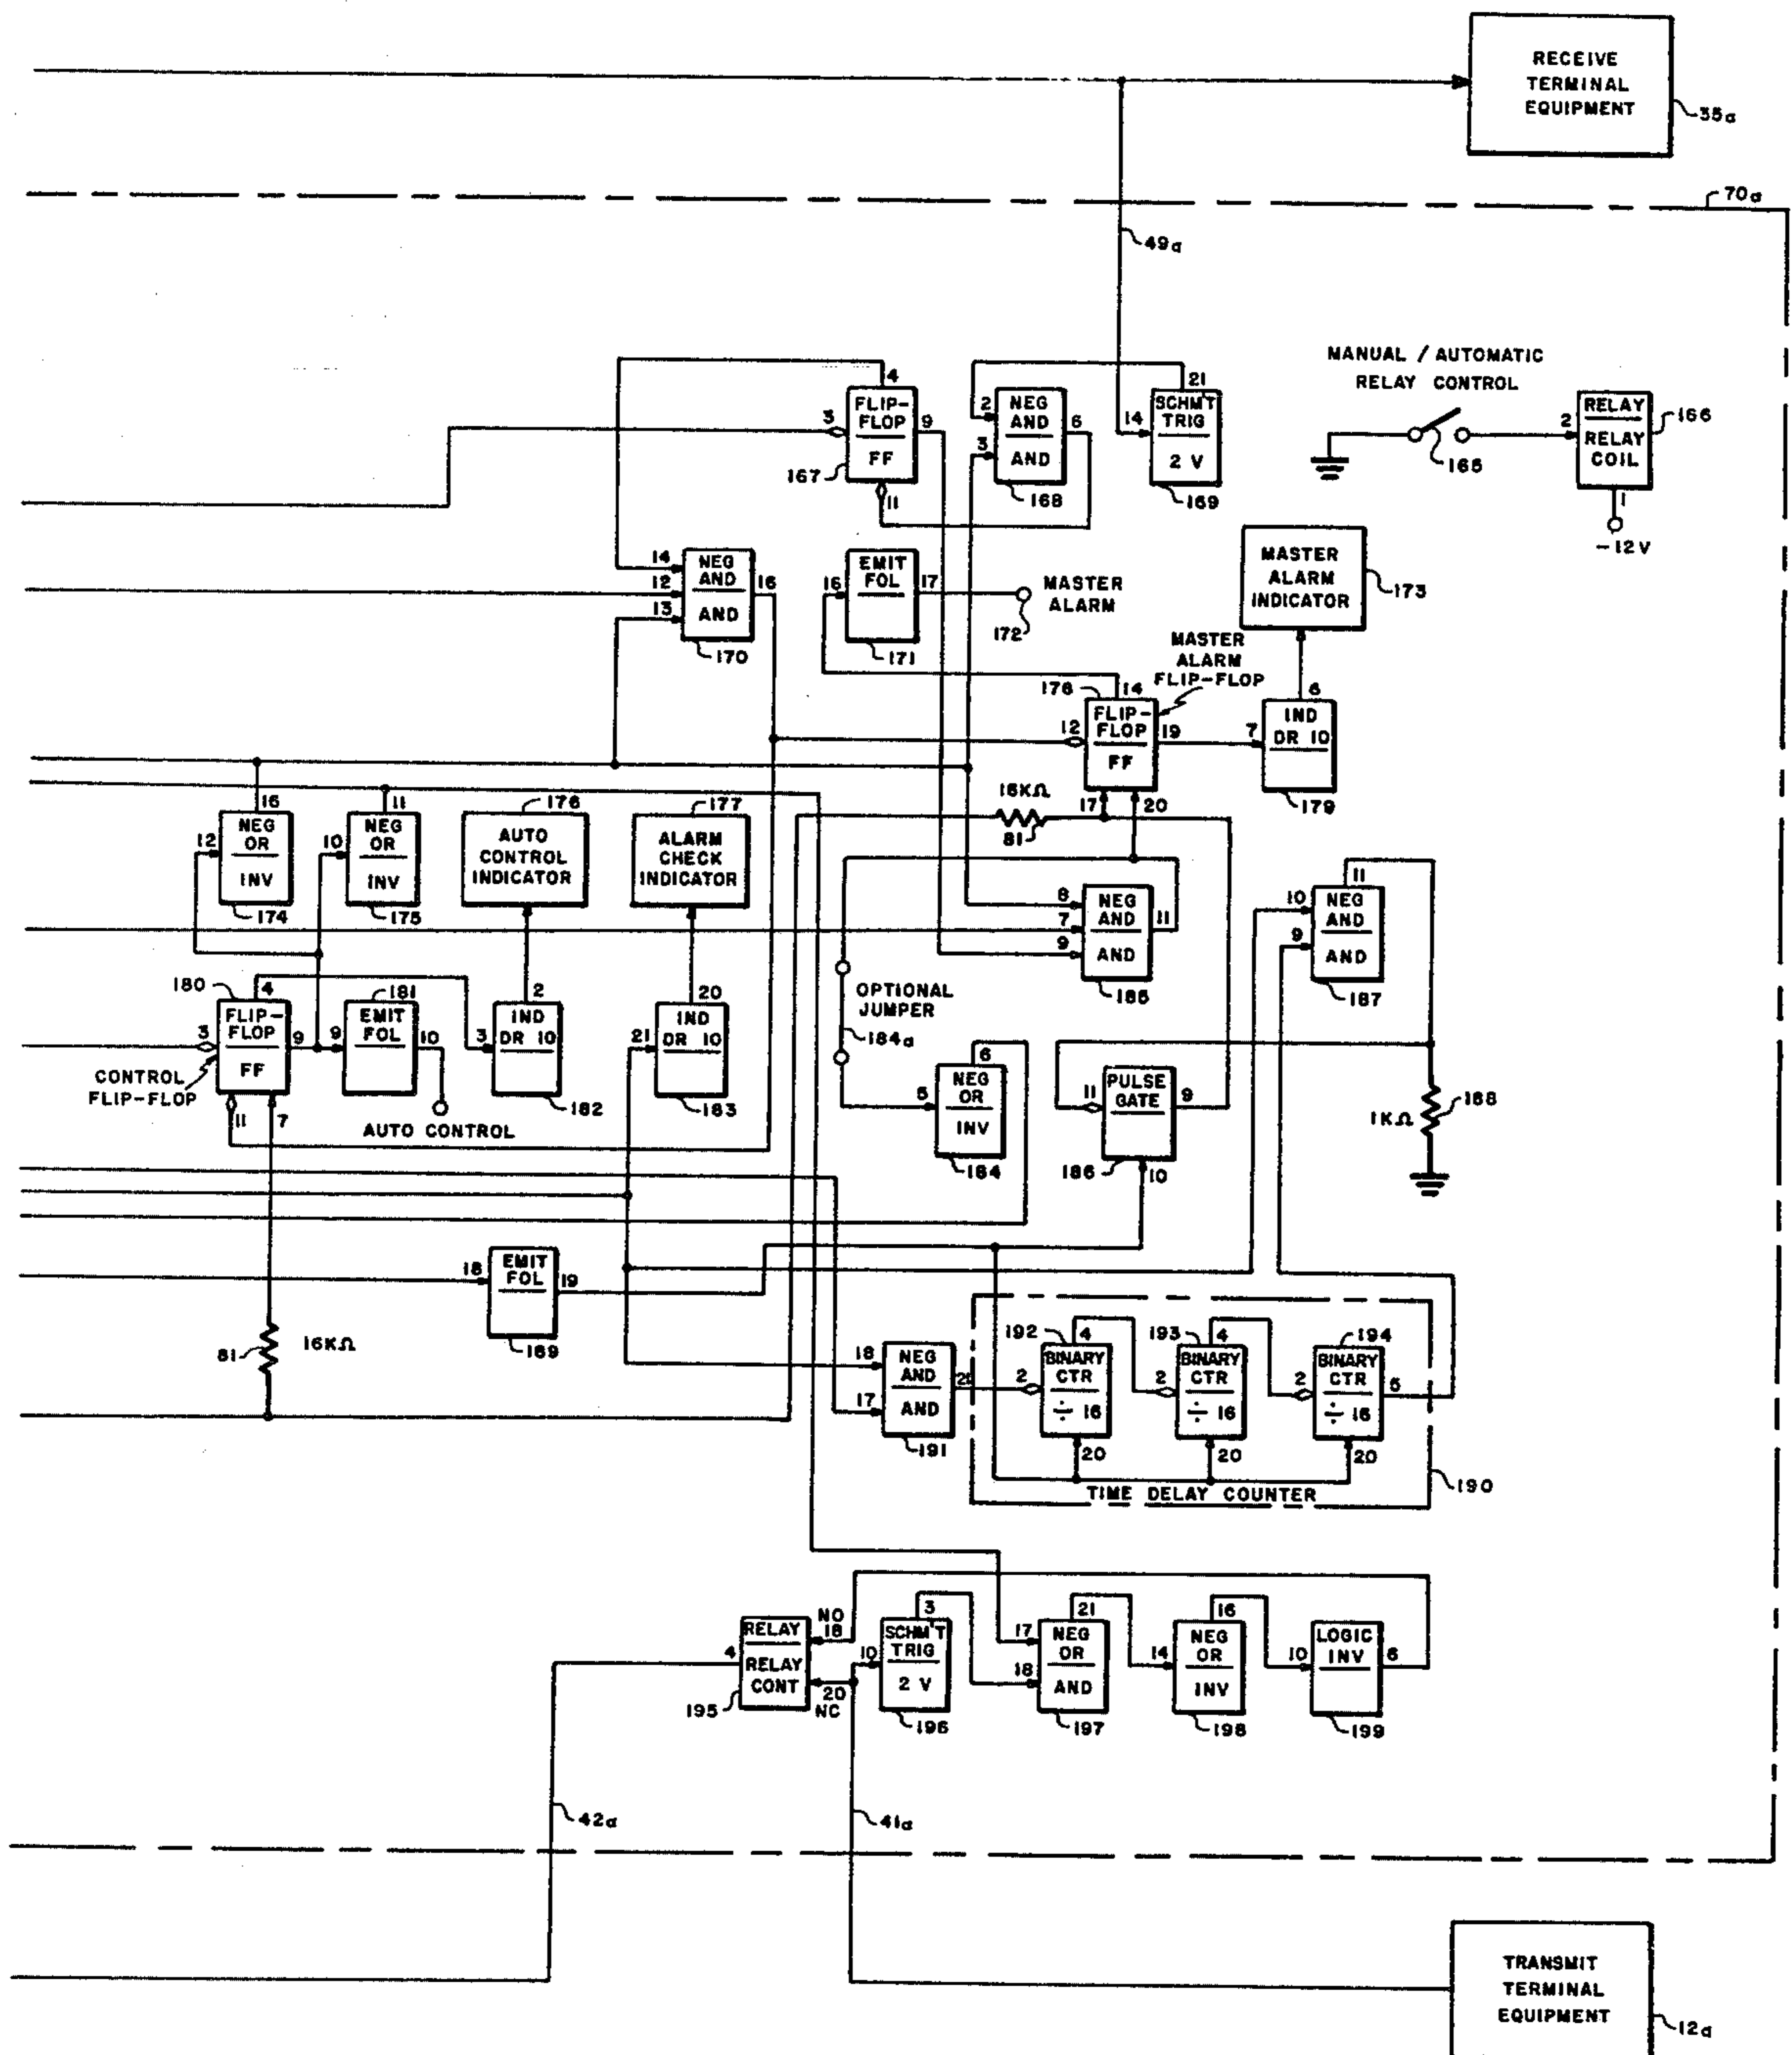 RECEIVE
TERMINAL
EQUIPMENT
35a
70a
49a
MANUAL / AUTOMATIC
RELAY CONTROL
4
3
FLIP-
FLOP
FF
9
11
167
2
3
NEG
AND
AND
6
168
21
14
SCHM'T
TRIG
2 V
169
165
2
RELAY
RELAY
COIL
166
1
-12V
14
12
13
NEG
AND
AND
16
170
16
EMIT
FOL
17
171
MASTER
ALARM
172
MASTER
ALARM
INDICATOR
173
MASTER
ALARM
FLIP-FLOP
178
14
12
FLIP-
FLOP
FF
19
17
20
7
6
IND
DR 10
179
16KΩ
81
16
12
NEG
OR
INV
174
11
10
NEG
OR
INV
175
176
AUTO
CONTROL
INDICATOR
177
ALARM
CHECK
INDICATOR
8
7
9
NEG
AND
AND
11
185
11
10
9
NEG
AND
AND
187
180
4
3
FLIP-
FLOP
FF
9
11
7
CONTROL
FLIP-FLOP
181
9
EMIT
FOL
10
AUTO CONTROL
2
3
IND
DR 10
182
20
21
IND
DR 10
183
OPTIONAL
JUMPER
184a
6
5
NEG
OR
INV
184
11
PULSE
GATE
9
186
10
1KΩ
188
18
EMIT
FOL
19
189
81
16KΩ
18
17
NEG
AND
AND
191
192
4
2
BINARY
CTR
÷ 16
20
193
4
2
BINARY
CTR
÷ 16
20
194
2
BINARY
CTR
÷ 16
5
20
TIME DELAY COUNTER
190
4
RELAY
RELAY
CONT
195
NO
18
20
NC
3
10
SCHM'T
TRIG
2 V
196
21
17
18
NEG
OR
AND
197
16
14
NEG
OR
INV
198
10
LOGIC
INV
6
199
42a
41a
TRANSMIT
TERMINAL
EQUIPMENT
12a